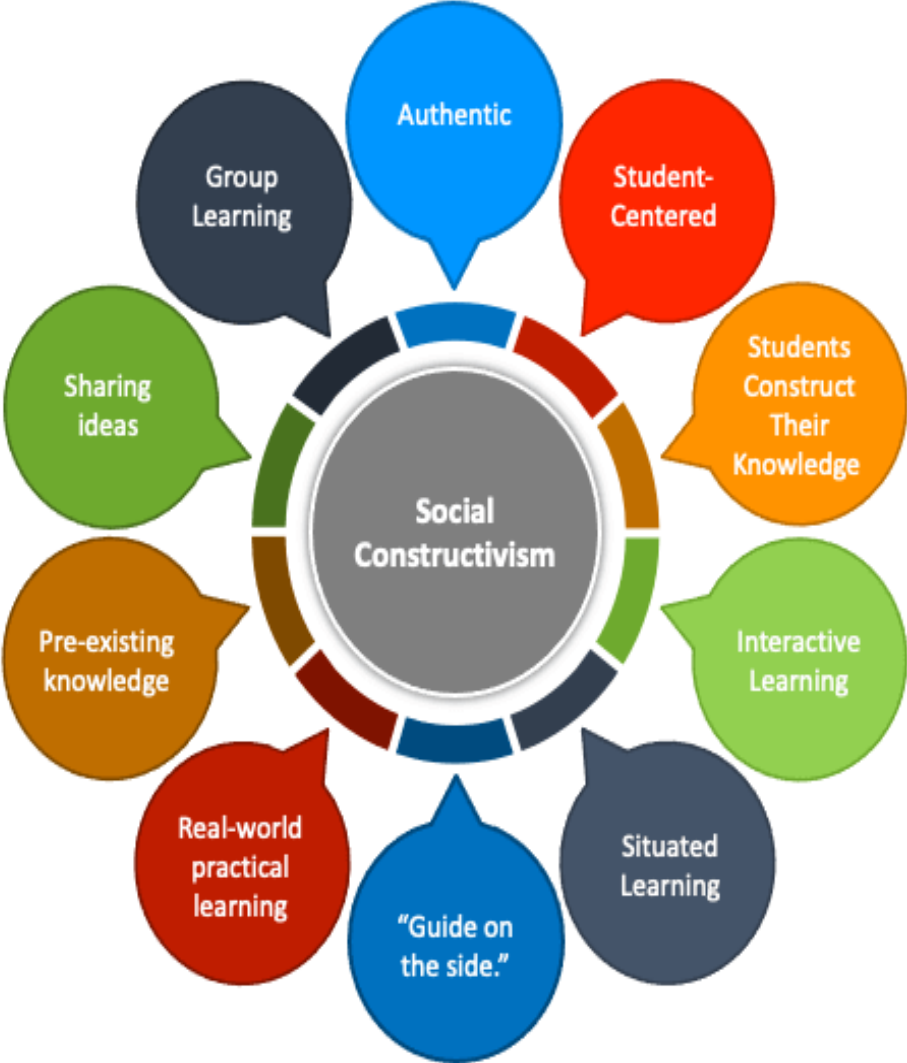 Authentic
Student-
Centered
Students
Construct
Their
Knowledge
Interactive
Learning
Situated
Learning
“Guide on
the side.”
Real-world
practical
learning
Pre-existing
knowledge
Sharing
ideas
Group
Learning
Social
Constructivism